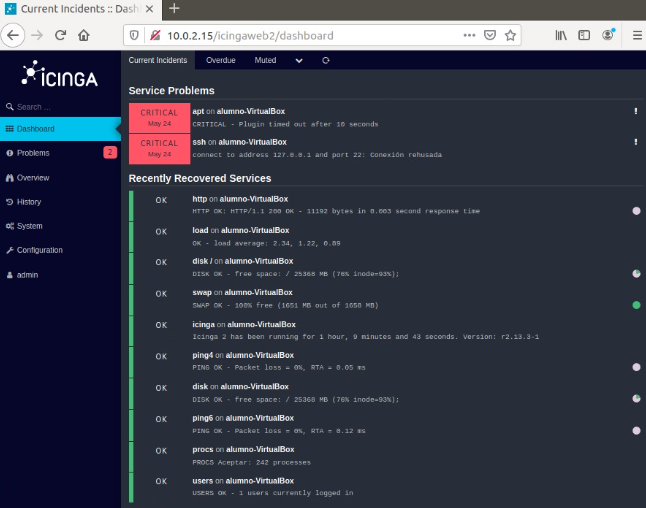 Current Incidents :: Dash
10.0.2.15/icingaweb2/dashboard
ICINGA
Search ...
Dashboard
Problems 2
Overview
History
System
Configuration
admin
Current Incidents Overdue Muted
Service Problems
CRITICAL apt on alumno-VirtualBox
May 24 CRITICAL - Plugin timed out after 10 seconds
CRITICAL ssh on alumno-VirtualBox
May 24 connect to address 127.0.0.1 and port 22: Conexión rehusada
Recently Recovered Services
OK http on alumno-VirtualBox
HTTP OK: HTTP/1.1 200 OK - 11192 bytes in 0.003 second response time
OK load on alumno-VirtualBox
OK - load average: 2.34, 1.22, 0.89
OK disk / on alumno-VirtualBox
DISK OK - free space: / 25368 MB (76% inode=93%);
OK swap on alumno-VirtualBox
SWAP OK - 100% free (1651 MB out of 1658 MB)
OK icinga on alumno-VirtualBox
Icinga 2 has been running for 1 hour, 9 minutes and 43 seconds. Version: r2.13.3-1
OK ping4 on alumno-VirtualBox
PING OK - Packet loss = 0%, RTA = 0.05 ms
OK disk on alumno-VirtualBox
DISK OK - free space: / 25368 MB (76% inode=93%);
OK ping6 on alumno-VirtualBox
PING OK - Packet loss = 0%, RTA = 0.12 ms
OK procs on alumno-VirtualBox
PROCS Aceptar: 242 processes
OK users on alumno-VirtualBox
USERS OK - 1 users currently logged in